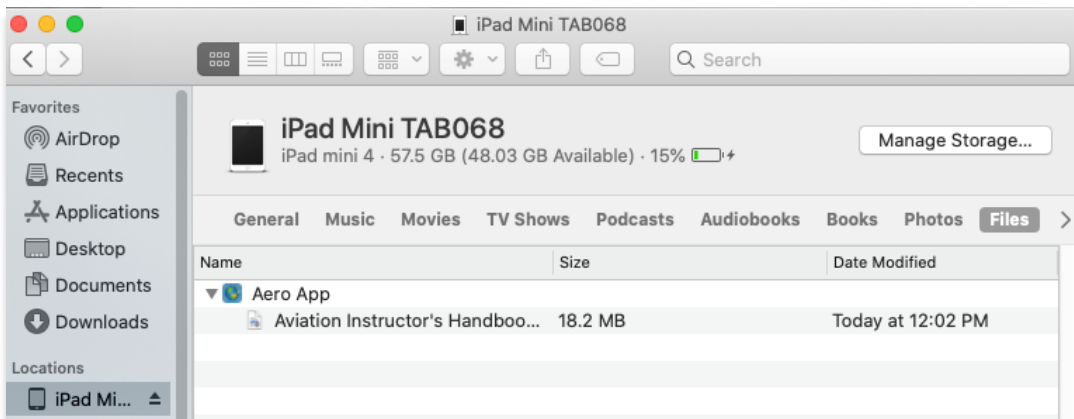 iPad Mini TAB068
Search
Favorites
AirDrop
Recents
Applications
Desktop
Documents
Downloads
Locations
iPad Mi...
iPad Mini TAB068
iPad mini 4 · 57.5 GB (48.03 GB Available) · 15%
Manage Storage...
General Music Movies TV Shows Podcasts Audiobooks Books Photos Files
Name Size Date Modified
Aero App
Aviation Instructor's Handboo... 18.2 MB Today at 12:02 PM